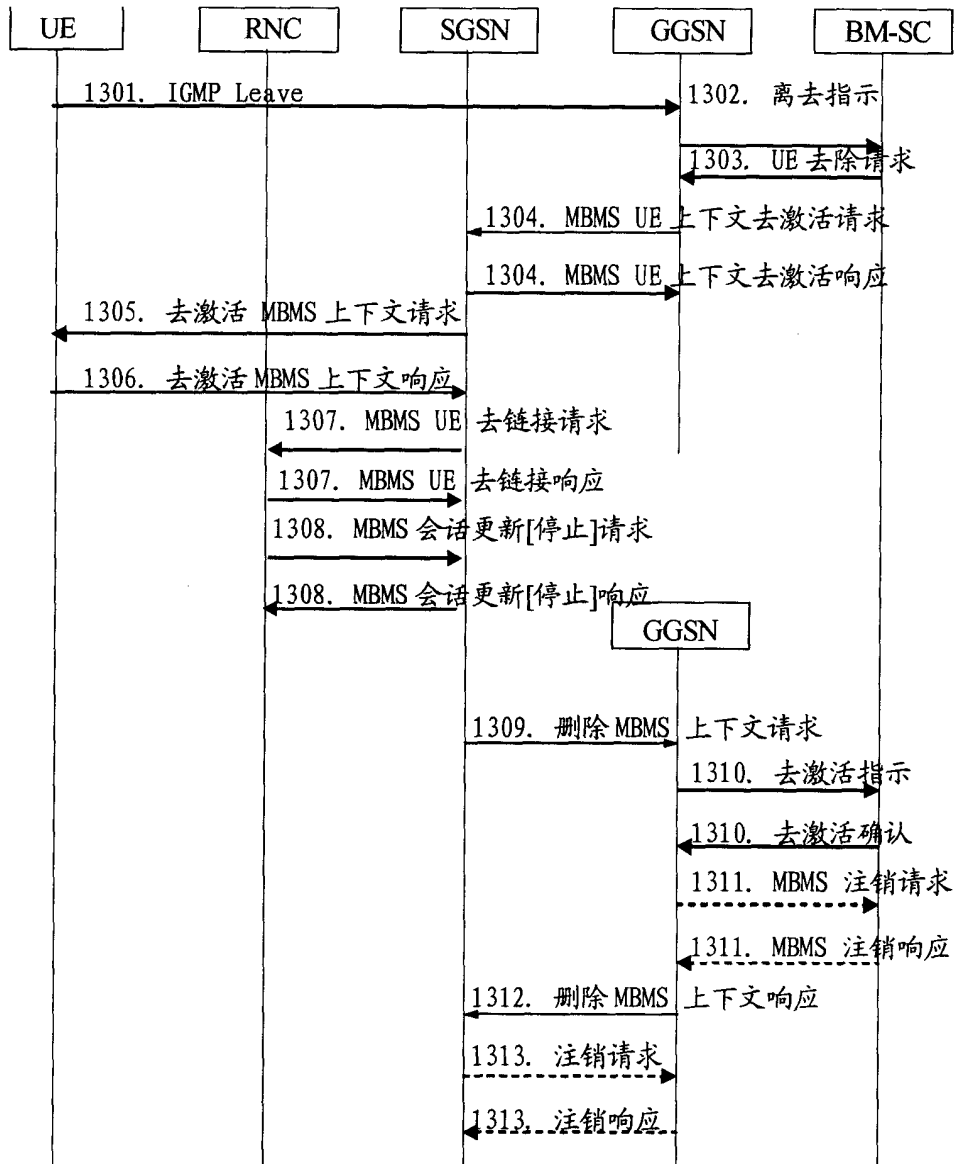 UE RNC SGSN GGSN BM-SC
1301. IGMP Leave
1302. 离去指示
1303. UE 去除请求
1304. MBMS UE 上下文去激活请求
1304. MBMS UE 上下文去激活响应
1305. 去激活 MBMS 上下文请求
1306. 去激活 MBMS 上下文响应
1307. MBMS UE 去链接请求
1307. MBMS UE 去链接响应
1308. MBMS 会话更新[停止]请求
1308. MBMS 会话更新[停止]响应
GGSN
1309. 删除 MBMS 上下文请求
1310. 去激活指示
1310. 去激活确认
1311. MBMS 注销请求
1311. MBMS 注销响应
1312. 删除 MBMS 上下文响应
1313. 注销请求
1313. 注销响应